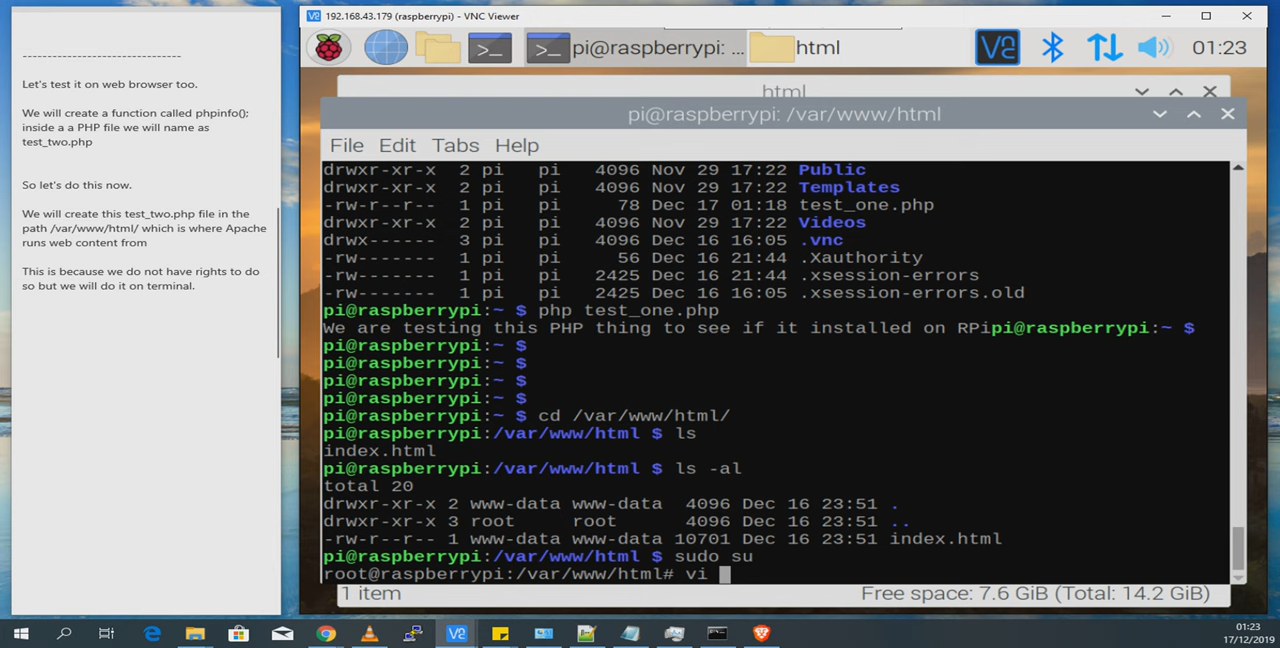 --------------------------------
Let's test it on web browser too.
We will create a function called phpinfo();
inside a a PHP file we will name as
test_two.php
So let's do this now.
We will create this test_two.php file in the
path /var/www/html/ which is where Apache
runs web content from
This is because we do not have rights to do
so but we will do it on terminal.
192.168.43.179 (raspberrypi) - VNC Viewer
pi@raspberrypi: ... html 01:23
html
pi@raspberrypi: /var/www/html
File Edit Tabs Help
drwxr-xr-x 2 pi pi 4096 Nov 29 17:22 Public
drwxr-xr-x 2 pi pi 4096 Nov 29 17:22 Templates
-rw-r--r-- 1 pi pi 78 Dec 17 01:18 test_one.php
drwxr-xr-x 2 pi pi 4096 Nov 29 17:22 Videos
drwx------ 3 pi pi 4096 Dec 16 16:05 .vnc
-rw------- 1 pi pi 56 Dec 16 21:44 .Xauthority
-rw------- 1 pi pi 2425 Dec 16 21:44 .xsession-errors
-rw------- 1 pi pi 2425 Dec 16 16:05 .xsession-errors.old
pi@raspberrypi:~ $ php test_one.php
We are testing this PHP thing to see if it installed on RPipi@raspberrypi:~ $
pi@raspberrypi:~ $
pi@raspberrypi:~ $
pi@raspberrypi:~ $
pi@raspberrypi:~ $
pi@raspberrypi:~ $ cd /var/www/html/
pi@raspberrypi:/var/www/html $ ls
index.html
pi@raspberrypi:/var/www/html $ ls -al
total 20
drwxr-xr-x 2 www-data www-data 4096 Dec 16 23:51 .
drwxr-xr-x 3 root root 4096 Dec 16 23:51 ..
-rw-r--r-- 1 www-data www-data 10701 Dec 16 23:51 index.html
pi@raspberrypi:/var/www/html $ sudo su
root@raspberrypi:/var/www/html# vi
1 item Free space: 7.6 GiB (Total: 14.2 GiB)
01:23
17/12/2019